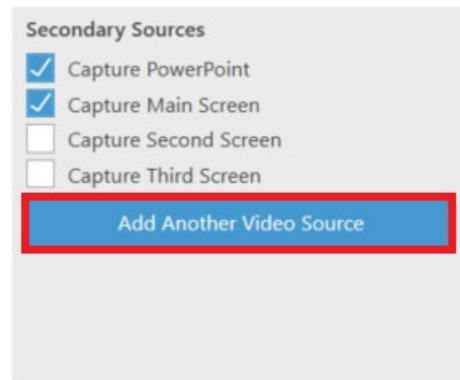 Secondary Sources
Capture PowerPoint
Capture Main Screen
Capture Second Screen
Capture Third Screen
Add Another Video Source